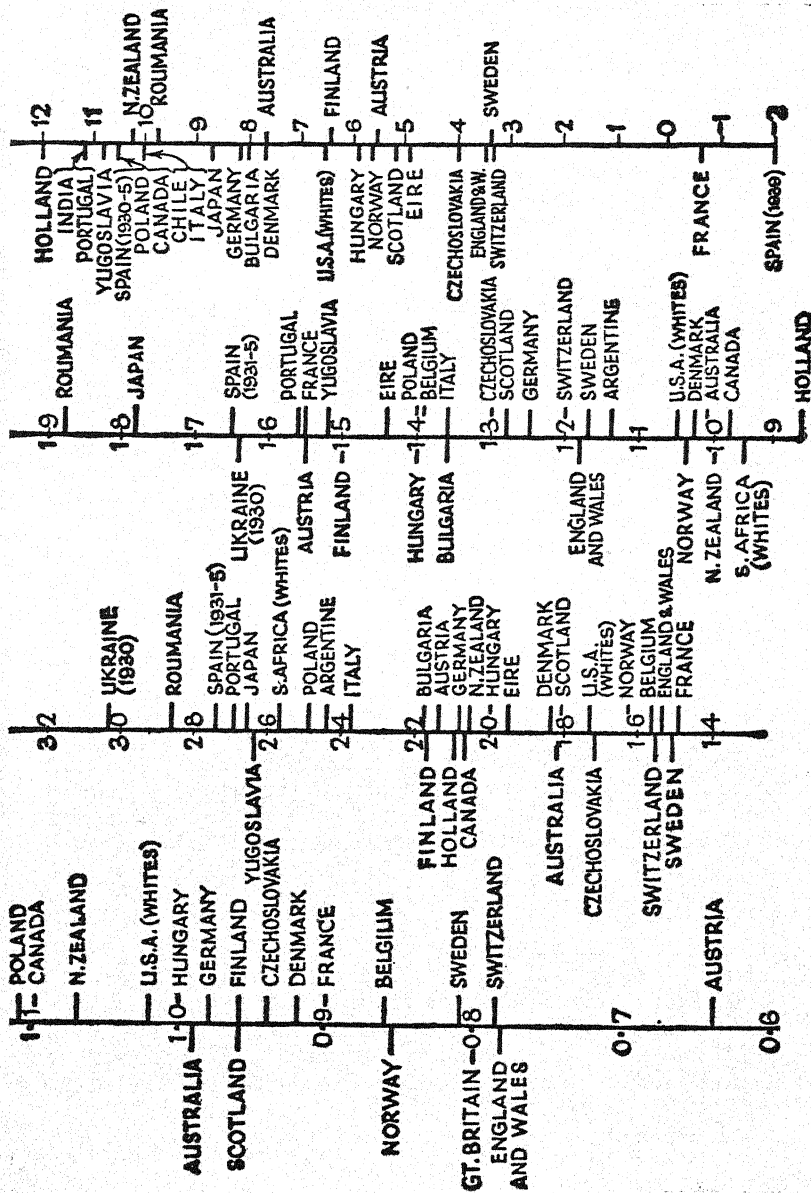 POLAND
1·1– CANADA
N.ZEALAND
U.S.A. (WHITES)
1·0– HUNGARY
AUSTRALIA
GERMANY
SCOTLAND
FINLAND
CZECHOSLOVAKIA
DENMARK
0·9– FRANCE
BELGIUM
NORWAY
SWEDEN
GT. BRITAIN –0·8
SWITZERLAND
ENGLAND
AND WALES
0·7
AUSTRIA
0·6
3·2
3·0
UKRAINE
(1930)
ROUMANIA
2·8
SPAIN (1931-5)
PORTUGAL
JAPAN
YUGOSLAVIA
2·6
S.AFRICA (WHITES)
POLAND
ARGENTINE
2·4
ITALY
2·2
BULGARIA
FINLAND
AUSTRIA
HOLLAND
GERMANY
CANADA
N.ZEALAND
2·0–
HUNGARY
EIRE
DENMARK
AUSTRALIA
1·8–
SCOTLAND
CZECHOSLOVAKIA
U.S.A.
(WHITES)
1·6–
NORWAY
BELGIUM
SWITZERLAND
ENGLAND & WALES
SWEDEN
FRANCE
1·4
1·9
ROUMANIA
1·8
JAPAN
1·7
SPAIN
(1931-5)
UKRAINE
(1930)
1·6
PORTUGAL
AUSTRIA
FRANCE
YUGOSLAVIA
FINLAND –1·5
EIRE
HUNGARY –1·4=
POLAND
BELGIUM
BULGARIA
ITALY
1·3–
CZECHOSLOVAKIA
SCOTLAND
GERMANY
1·2–
SWITZERLAND
ENGLAND
AND WALES
SWEDEN
ARGENTINE
1·1
U.S.A. (WHITES)
NORWAY
DENMARK
N. ZEALAND –1·0–
AUSTRALIA
CANADA
S. AFRICA
(WHITES)
·9
HOLLAND
HOLLAND –12
INDIA
PORTUGAL
11
YUGOSLAVIA
SPAIN (1930-5)
N.ZEALAND
POLAND
10
CANADA
ROUMANIA
CHILE
ITALY
9
JAPAN
GERMANY
BULGARIA
8
DENMARK
AUSTRALIA
7
U.S.A. (WHITES)
FINLAND
HUNGARY
6
NORWAY
AUSTRIA
SCOTLAND
EIRE
5
CZECHOSLOVAKIA
4
ENGLAND & W.
SWITZERLAND
SWEDEN
3
2
1
0
FRANCE
–1
SPAIN (1939)
–2